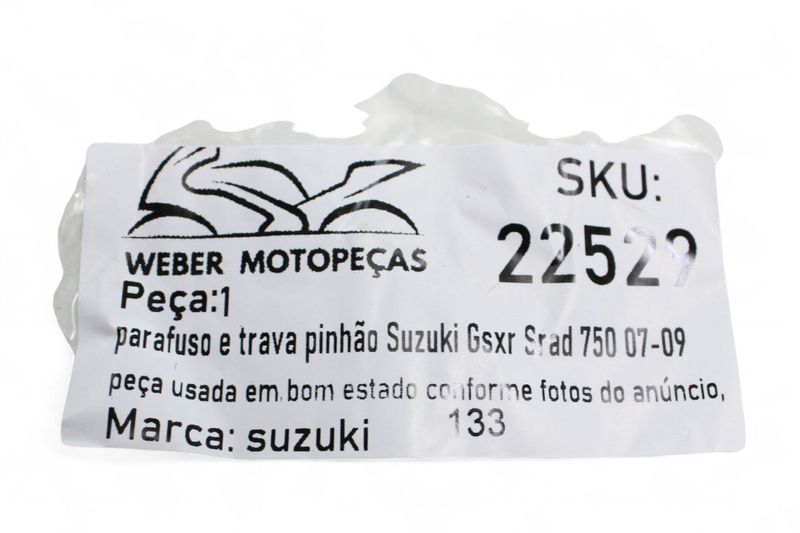 WEBER MOTOPEÇAS
SKU:
22529
Peça:1
parafuso e trava pinhão Suzuki Gsxr Srad 750 07-09
peça usada em bom estado conforme fotos do anúncio.
Marca: suzuki
133